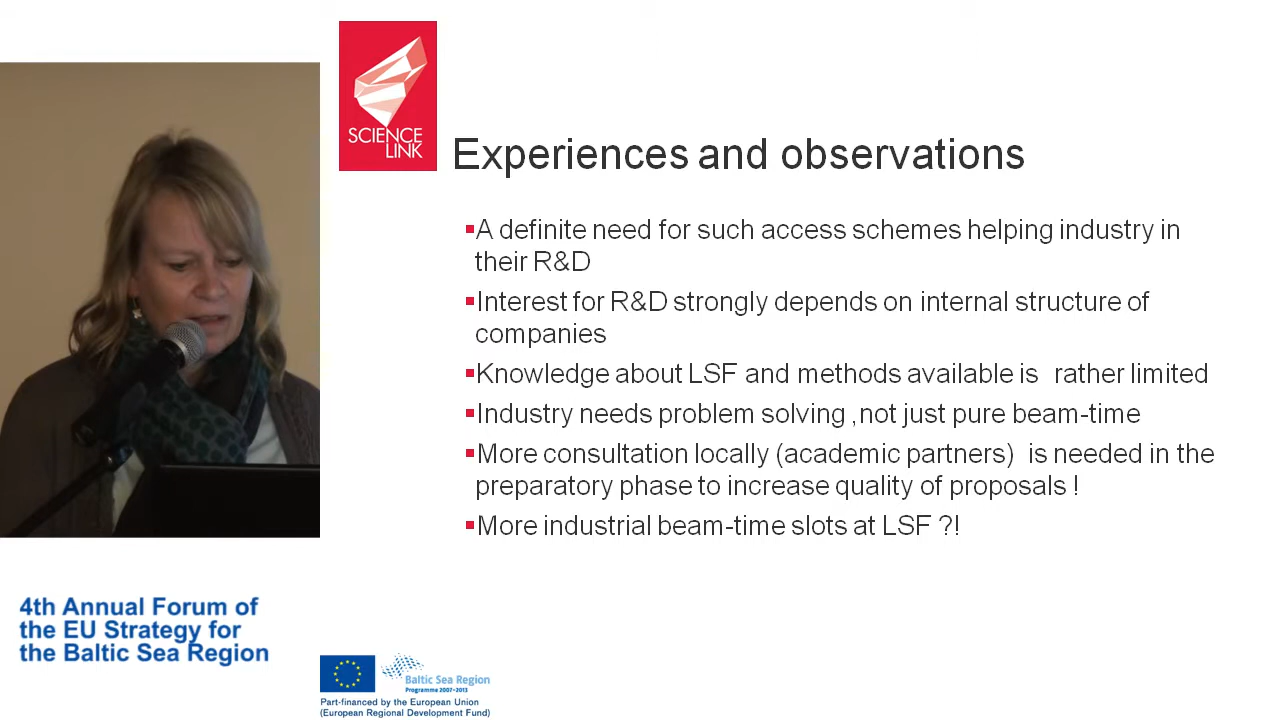 SCIENCE
LINK
Experiences and observations
▪A definite need for such access schemes helping industry in
their R&D
▪Interest for R&D strongly depends on internal structure of
companies
▪Knowledge about LSF and methods available is  rather limited
▪Industry needs problem solving ,not just pure beam-time
▪More consultation locally (academic partners)  is needed in the
preparatory phase to increase quality of proposals !
▪More industrial beam-time slots at LSF ?!
4th Annual Forum of
the EU Strategy for
the Baltic Sea Region
Baltic Sea Region
Programme 2007-2013
Part-financed by the European Union
(European Regional Development Fund)